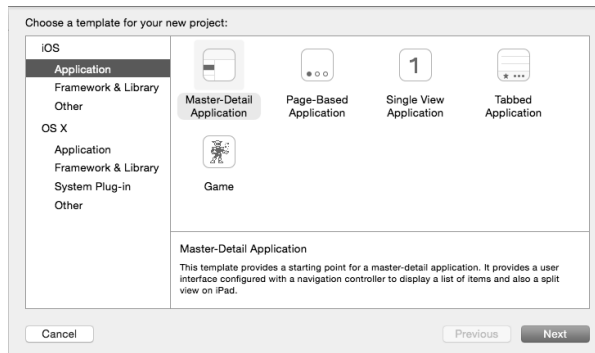 Choose a template for your new project:
iOS
Application
Framework & Library
Other
OS X
Application
Framework & Library
System Plug-in
Other
Master-Detail
Application
Page-Based
Application
1
Single View
Application
Tabbed
Application
Game
Master-Detail Application
This template provides a starting point for a master-detail application. It provides a user
interface configured with a navigation controller to display a list of items and also a split
view on iPad.
Cancel
Previous
Next